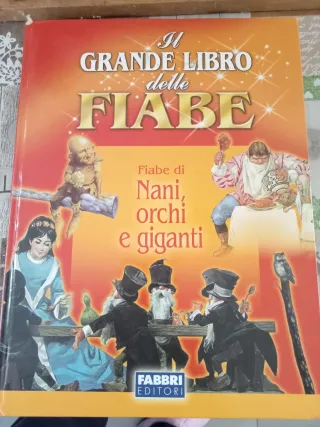 Il
GRANDE LIBRO
delle
FIABE
Fiabe di
Nani,
orchi
e giganti
FABBRI
EDITORI